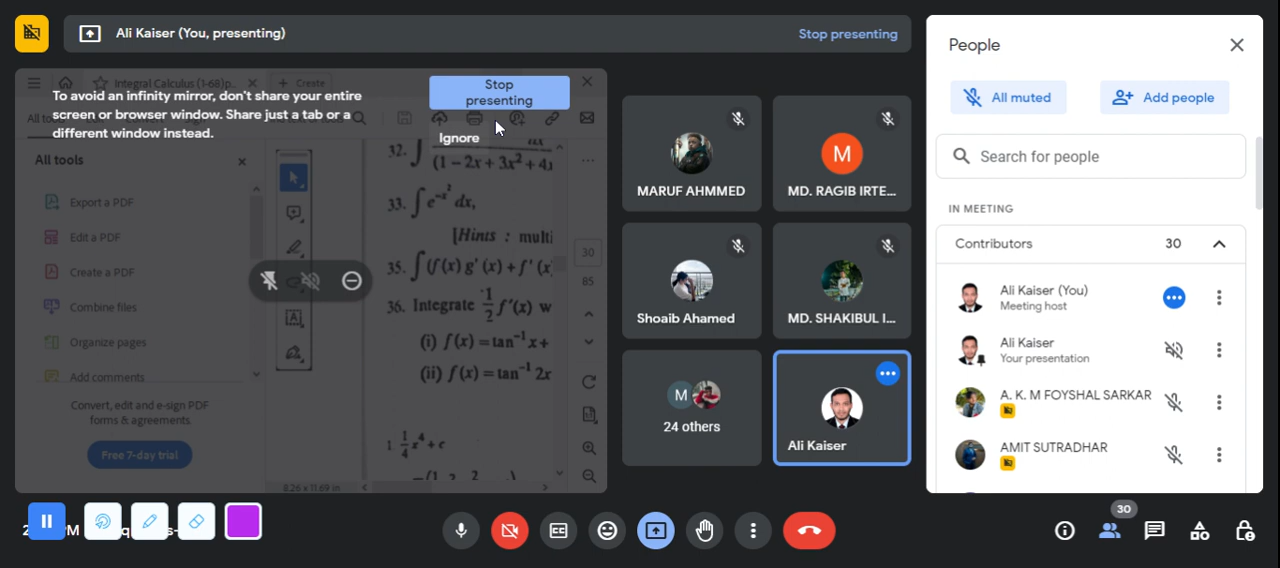 Ali Kaiser (You, presenting)
Stop presenting
Integral Calculus (1-68)p...
+ Create
To avoid an infinity mirror, don't share your entire
screen or browser window. Share just a tab or a
different window instead.
Stop
presenting
Ignore
All tools
Export a PDF
Edit a PDF
Create a PDF
Combine files
Organize pages
Add comments
Convert, edit and e-sign PDF
forms & agreements.
Free 7-day trial
32. ∫ dx
(1 − 2x + 3x² + 4x
33. ∫ e^{-x²} dx,
[Hints : multi
35. ∫ (f(x) g' (x) + f' (x
36. Integrate 1/2 f'(x) w
(i) f(x) = tan⁻¹ x +
(ii) f(x) = tan⁻¹ 2x
1 1/4 x⁴ + c
30
85
8.26 x 11.69 in
MARUF AHMMED
M
MD. RAGIB IRTE...
Shoaib Ahamed
MD. SHAKIBUL I...
M
24 others
Ali Kaiser
People
All muted
Add people
Search for people
IN MEETING
Contributors 30
Ali Kaiser (You)
Meeting host
Ali Kaiser
Your presentation
A. K. M FOYSHAL SARKAR
AMIT SUTRADHAR
30